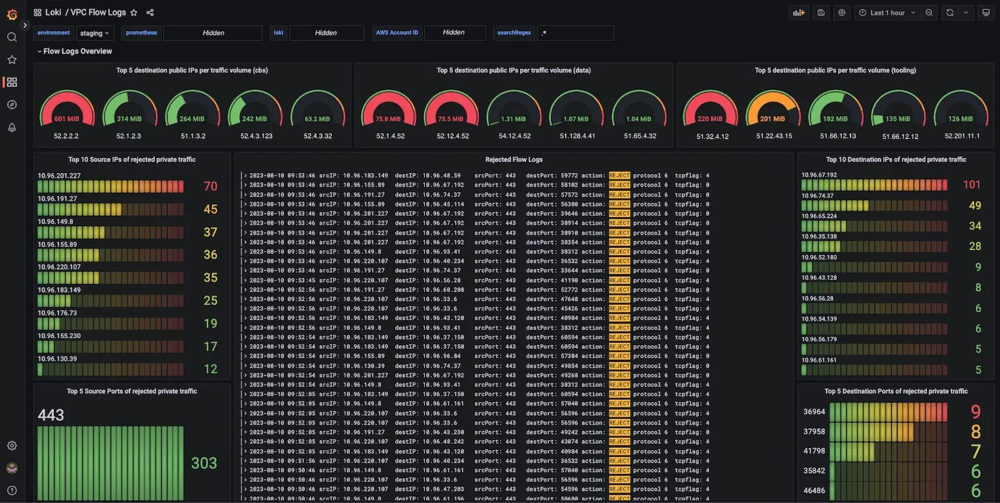 Loki / VPC Flow Logs
Last 1 hour
environment staging prometheus Hidden loki Hidden AWS Account ID Hidden searchRegex .*
Flow Logs Overview
Top 5 destination public IPs per traffic volume (cbs)
601 MiB 314 MiB 264 MiB 242 MiB 63.2 MiB
52.2.2.2 52.1.2.3 51.1.3.2 52.4.3.123 52.4.3.32
Top 5 destination public IPs per traffic volume (data)
75.8 MiB 75.5 MiB 1.31 MiB 1.07 MiB 1.04 MiB
52.1.4.52 52.12.4.52 54.12.4.52 51.128.4.41 51.65.4.32
Top 5 destination public IPs per traffic volume (tooling)
220 MiB 201 MiB 182 MiB 135 MiB 126 MiB
51.32.4.12 51.22.43.15 51.66.12.13 51.66.12.12 52.201.11.1
Top 10 Source IPs of rejected private traffic
10.96.201.227
70
10.96.191.27
45
10.96.149.8
37
10.96.155.89
36
10.96.220.107
35
10.96.183.149
25
10.96.176.73
19
10.96.155.230
17
10.96.130.39
12
Rejected Flow Logs
2023-08-10 09:53:46 srcIP: 10.96.183.149 destIP: 10.96.48.59 srcPort: 443 destPort: 59772 action: REJECT protocol 6 tcpflag: 4
2023-08-10 09:53:46 srcIP: 10.96.155.89 destIP: 10.96.67.192 srcPort: 443 destPort: 58102 action: REJECT protocol 6 tcpflag: 0
2023-08-10 09:53:46 srcIP: 10.96.191.27 destIP: 10.96.74.37 srcPort: 443 destPort: 57572 action: REJECT protocol 6 tcpflag: 0
2023-08-10 09:53:46 srcIP: 10.96.155.89 destIP: 10.96.45.114 srcPort: 443 destPort: 56380 action: REJECT protocol 6 tcpflag: 0
2023-08-10 09:53:46 srcIP: 10.96.201.227 destIP: 10.96.67.192 srcPort: 443 destPort: 39646 action: REJECT protocol 6 tcpflag: 0
2023-08-10 09:53:46 srcIP: 10.96.201.227 destIP: 10.96.67.192 srcPort: 443 destPort: 38914 action: REJECT protocol 6 tcpflag: 0
2023-08-10 09:53:46 srcIP: 10.96.201.227 destIP: 10.96.67.192 srcPort: 443 destPort: 38910 action: REJECT protocol 6 tcpflag: 0
2023-08-10 09:53:46 srcIP: 10.96.201.227 destIP: 10.96.67.192 srcPort: 443 destPort: 38354 action: REJECT protocol 6 tcpflag: 0
2023-08-10 09:53:46 srcIP: 10.96.149.8 destIP: 10.96.93.41 srcPort: 443 destPort: 38312 action: REJECT protocol 6 tcpflag: 4
2023-08-10 09:53:46 srcIP: 10.96.220.107 destIP: 10.96.40.234 srcPort: 443 destPort: 36532 action: REJECT protocol 6 tcpflag: 4
2023-08-10 09:53:46 srcIP: 10.96.191.27 destIP: 10.96.74.37 srcPort: 443 destPort: 33644 action: REJECT protocol 6 tcpflag: 0
2023-08-10 09:53:45 srcIP: 10.96.220.107 destIP: 10.96.56.28 srcPort: 443 destPort: 41190 action: REJECT protocol 6 tcpflag: 4
2023-08-10 09:52:56 srcIP: 10.96.191.27 destIP: 10.96.60.208 srcPort: 443 destPort: 52772 action: REJECT protocol 6 tcpflag: 0
2023-08-10 09:52:56 srcIP: 10.96.220.107 destIP: 10.96.33.6 srcPort: 443 destPort: 47648 action: REJECT protocol 6 tcpflag: 4
2023-08-10 09:52:56 srcIP: 10.96.220.107 destIP: 10.96.33.6 srcPort: 443 destPort: 45426 action: REJECT protocol 6 tcpflag: 4
2023-08-10 09:52:56 srcIP: 10.96.183.149 destIP: 10.96.43.120 srcPort: 443 destPort: 40984 action: REJECT protocol 6 tcpflag: 4
2023-08-10 09:52:56 srcIP: 10.96.149.8 destIP: 10.96.93.41 srcPort: 443 destPort: 38312 action: REJECT protocol 6 tcpflag: 4
2023-08-10 09:52:54 srcIP: 10.96.183.149 destIP: 10.96.37.150 srcPort: 443 destPort: 60594 action: REJECT protocol 6 tcpflag: 4
2023-08-10 09:52:54 srcIP: 10.96.183.149 destIP: 10.96.37.150 srcPort: 443 destPort: 60594 action: REJECT protocol 6 tcpflag: 4
2023-08-10 09:52:54 srcIP: 10.96.155.89 destIP: 10.96.96.84 srcPort: 443 destPort: 57384 action: REJECT protocol 6 tcpflag: 0
2023-08-10 09:52:54 srcIP: 10.96.130.39 destIP: 10.96.74.37 srcPort: 443 destPort: 49854 action: REJECT protocol 6 tcpflag: 0
2023-08-10 09:52:54 srcIP: 10.96.201.227 destIP: 10.96.67.192 srcPort: 443 destPort: 49268 action: REJECT protocol 6 tcpflag: 0
2023-08-10 09:52:54 srcIP: 10.96.149.8 destIP: 10.96.93.41 srcPort: 443 destPort: 38312 action: REJECT protocol 6 tcpflag: 4
2023-08-10 09:52:05 srcIP: 10.96.183.149 destIP: 10.96.37.150 srcPort: 443 destPort: 60594 action: REJECT protocol 6 tcpflag: 4
2023-08-10 09:52:05 srcIP: 10.96.149.8 destIP: 10.96.61.161 srcPort: 443 destPort: 57040 action: REJECT protocol 6 tcpflag: 4
2023-08-10 09:52:05 srcIP: 10.96.220.107 destIP: 10.96.33.6 srcPort: 443 destPort: 56596 action: REJECT protocol 6 tcpflag: 4
2023-08-10 09:52:05 srcIP: 10.96.220.107 destIP: 10.96.33.6 srcPort: 443 destPort: 56596 action: REJECT protocol 6 tcpflag: 4
2023-08-10 09:52:05 srcIP: 10.96.191.27 destIP: 10.96.43.230 srcPort: 443 destPort: 49242 action: REJECT protocol 6 tcpflag: 0
2023-08-10 09:52:05 srcIP: 10.96.220.107 destIP: 10.96.48.242 srcPort: 443 destPort: 43074 action: REJECT protocol 6 tcpflag: 4
2023-08-10 09:52:05 srcIP: 10.96.183.149 destIP: 10.96.43.120 srcPort: 443 destPort: 40984 action: REJECT protocol 6 tcpflag: 4
2023-08-10 09:51:56 srcIP: 10.96.220.107 destIP: 10.96.40.234 srcPort: 443 destPort: 36532 action: REJECT protocol 6 tcpflag: 4
2023-08-10 09:50:46 srcIP: 10.96.149.8 destIP: 10.96.61.161 srcPort: 443 destPort: 57040 action: REJECT protocol 6 tcpflag: 4
2023-08-10 09:50:46 srcIP: 10.96.220.107 destIP: 10.96.33.6 srcPort: 443 destPort: 56596 action: REJECT protocol 6 tcpflag: 4
2023-08-10 09:50:46 srcIP: 10.96.220.107 destIP: 10.96.47.203 srcPort: 443 destPort: 54596 action: REJECT protocol 6 tcpflag: 4
2023-08-10 09:50:46 srcIP: 10.96.149.8 destIP: 10.96.61.196 srcPort: 443 destPort: 50680 action: REJECT protocol 6 tcpflag: 4
Top 10 Destination IPs of rejected private traffic
10.96.67.192
101
10.96.74.37
49
10.96.65.224
34
10.96.35.138
28
10.96.52.180
9
10.96.43.128
8
10.96.56.28
6
10.96.54.139
6
10.96.56.179
5
10.96.61.161
5
Top 5 Source Ports of rejected private traffic
443
303
Top 5 Destination Ports of rejected private traffic
36964 9
37958 8
41798 7
35842 6
46486 6